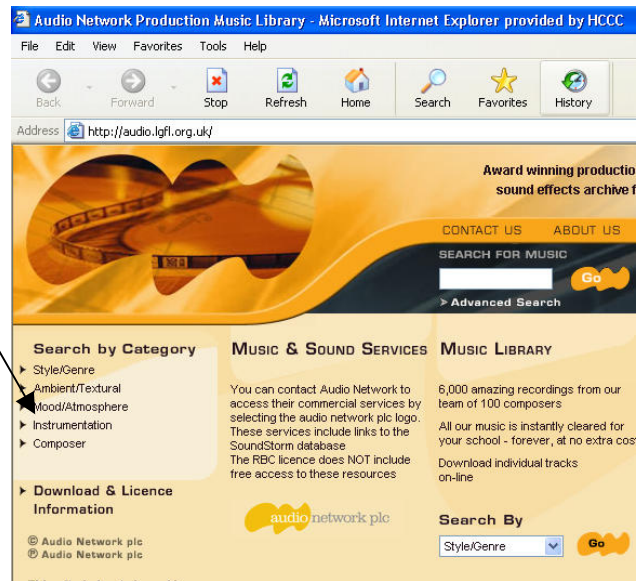 Audio Network Production Music Library - Microsoft Internet Explorer provided by HCCC
File Edit View Favorites Tools Help
Back Forward Stop Refresh Home Search Favorites History
Address http://audio.lgfl.org.uk/
Award winning productio
sound effects archive f
CONTACT US ABOUT US
SEARCH FOR MUSIC
Go
> Advanced Search
Search by Category
Style/Genre
Ambient/Textural
Mood/Atmosphere
Instrumentation
Composer
Download & Licence
Information
© Audio Network plc
℗ Audio Network plc
MUSIC & SOUND SERVICES
You can contact Audio Network to
access their commercial services by
selecting the audio network plc logo.
These services include links to the
SoundStorm database
The RBC licence does NOT include
free access to these resources
audio network plc
MUSIC LIBRARY
6,000 amazing recordings from our
team of 100 composers
All our music is instantly cleared for
your school - forever, at no extra cos
Download individual tracks
on-line
Search By
Style/Genre Go